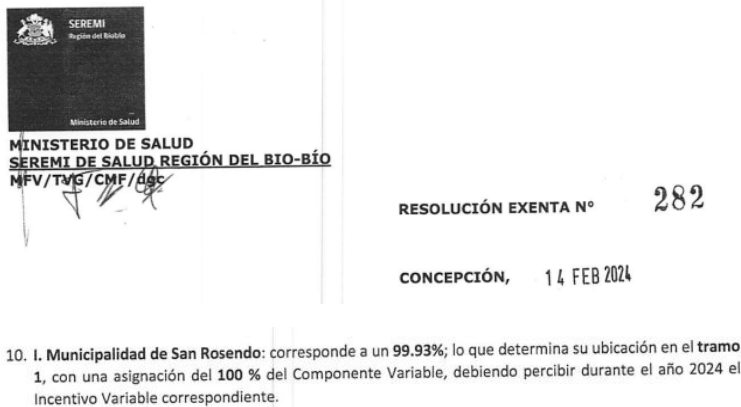 SEREMI
Región del Biobío
Ministerio de Salud
MINISTERIO DE SALUD
SEREMI DE SALUD REGIÓN DEL BIO-BÍO
MFV/TVG/CMF/dgc
RESOLUCIÓN EXENTA Nº 282
CONCEPCIÓN, 14 FEB 2024
10. I. Municipalidad de San Rosendo: corresponde a un 99.93%; lo que determina su ubicación en el tramo
1, con una asignación del 100 % del Componente Variable, debiendo percibir durante el año 2024 el
Incentivo Variable correspondiente.